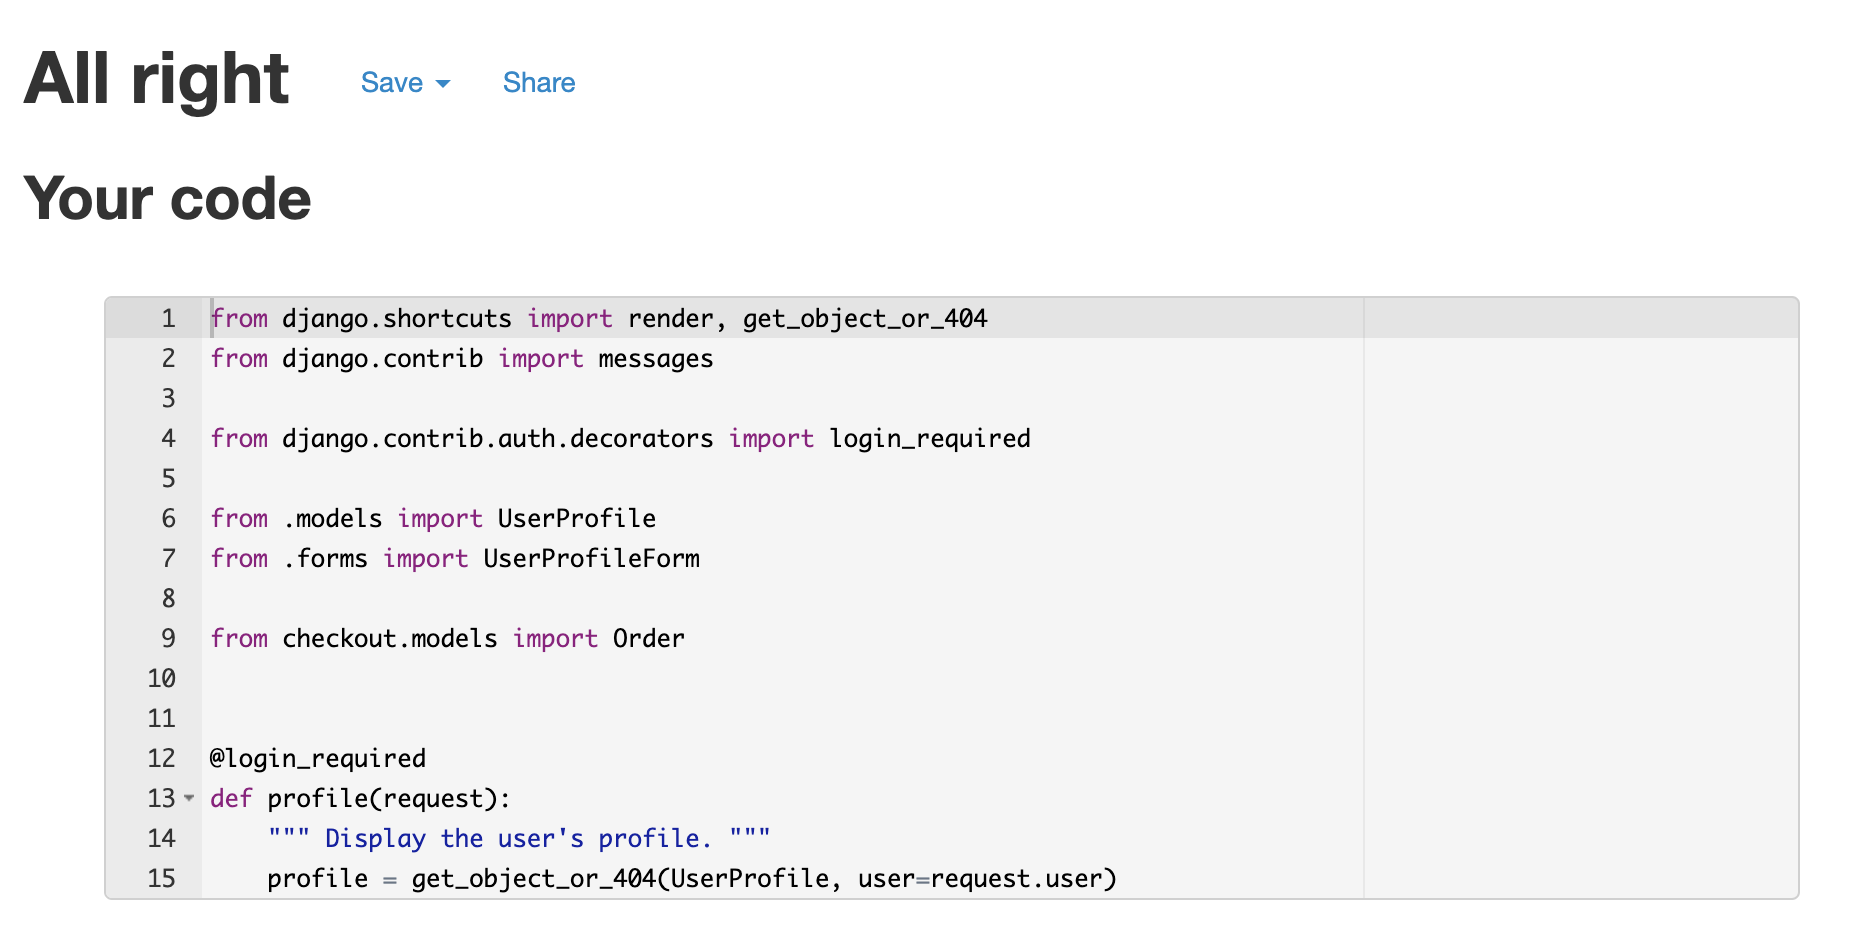 All right
Save Share
Your code
1 from django.shortcuts import render, get_object_or_404
2 from django.contrib import messages
3
4 from django.contrib.auth.decorators import login_required
5
6 from .models import UserProfile
7 from .forms import UserProfileForm
8
9 from checkout.models import Order
10
11
12 @login_required
13 def profile(request):
14     """ Display the user's profile. """
15     profile = get_object_or_404(UserProfile, user=request.user)